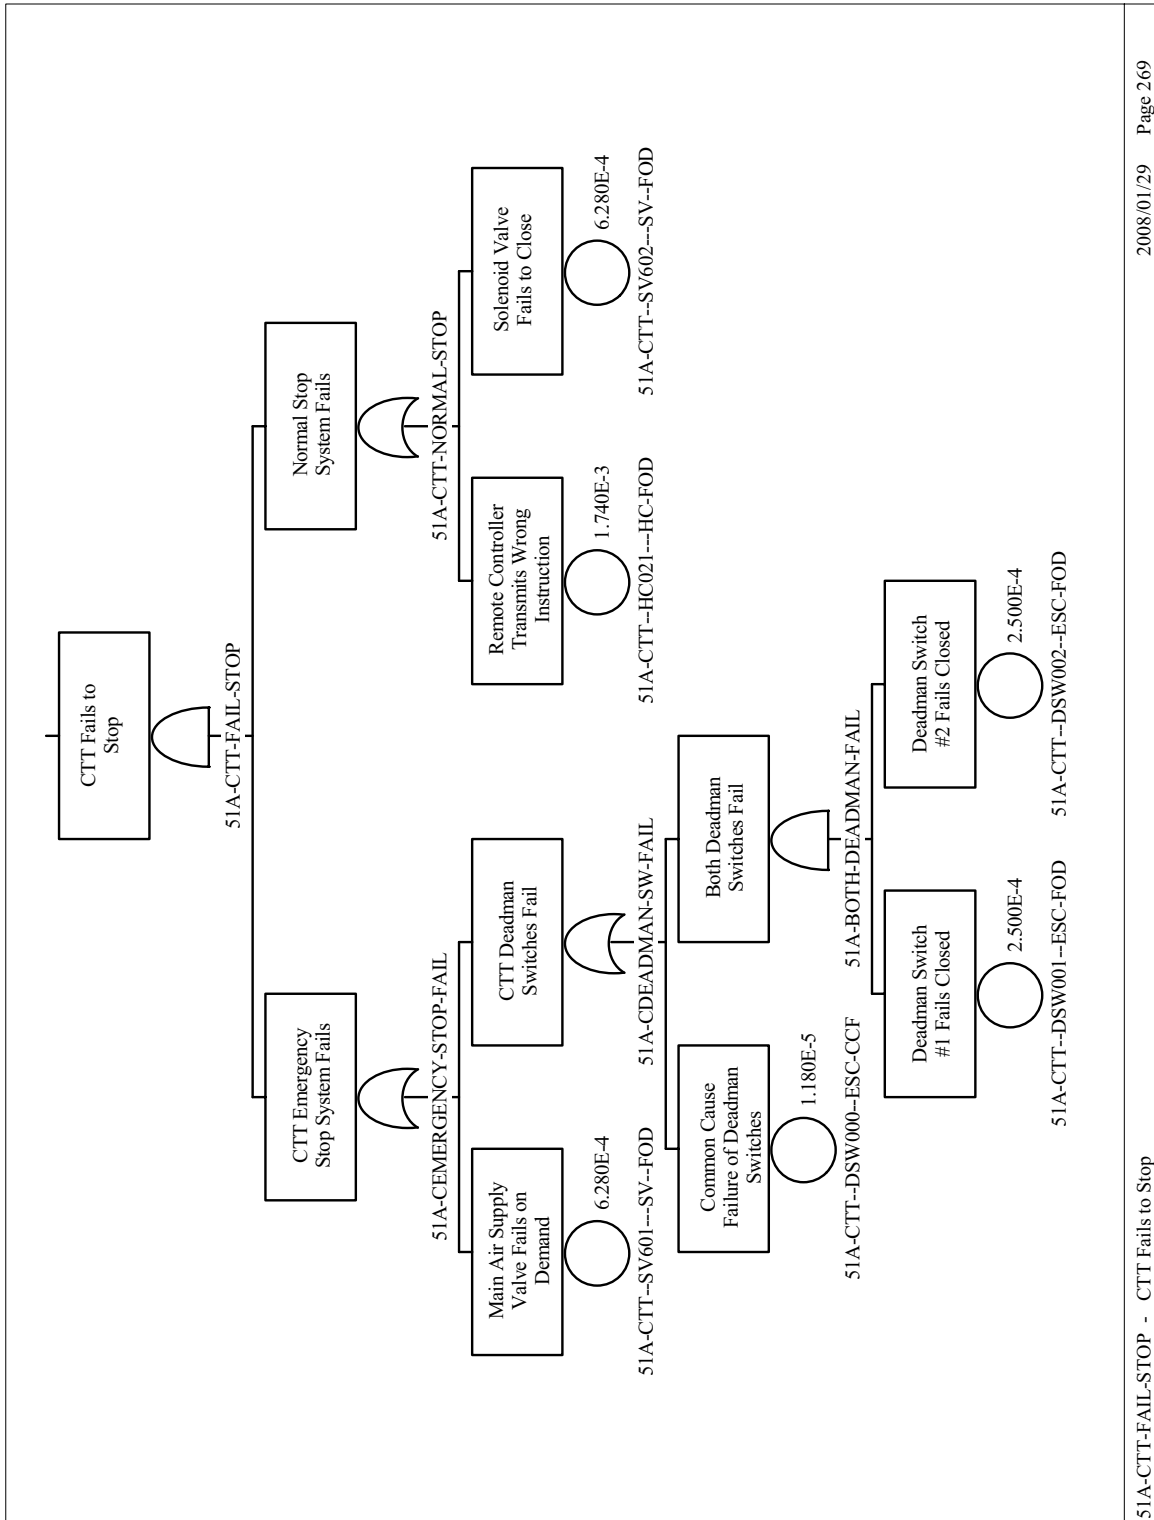 CTT Fails to
Stop
51A-CTT-FAIL-STOP
CTT Emergency
Stop System Fails
51A-CEMERGENCY-STOP-FAIL
Normal Stop
System Fails
51A-CTT-NORMAL-STOP
Main Air Supply
Valve Fails on
Demand
6.280E-4
51A-CTT--SV601---SV--FOD
CTT Deadman
Switches Fail
51A-CDEADMAN-SW-FAIL
Remote Controller
Transmits Wrong
Instruction
1.740E-3
51A-CTT--HC021---HC-FOD
Solenoid Valve
Fails to Close
6.280E-4
51A-CTT--SV602---SV--FOD
Common Cause
Failure of Deadman
Switches
1.180E-5
51A-CTT--DSW000--ESC-CCF
Both Deadman
Switches Fail
51A-BOTH-DEADMAN-FAIL
Deadman Switch
#1 Fails Closed
2.500E-4
51A-CTT--DSW001--ESC-FOD
Deadman Switch
#2 Fails Closed
2.500E-4
51A-CTT--DSW002--ESC-FOD
51A-CTT-FAIL-STOP - CTT Fails to Stop
2008/01/29 Page 269